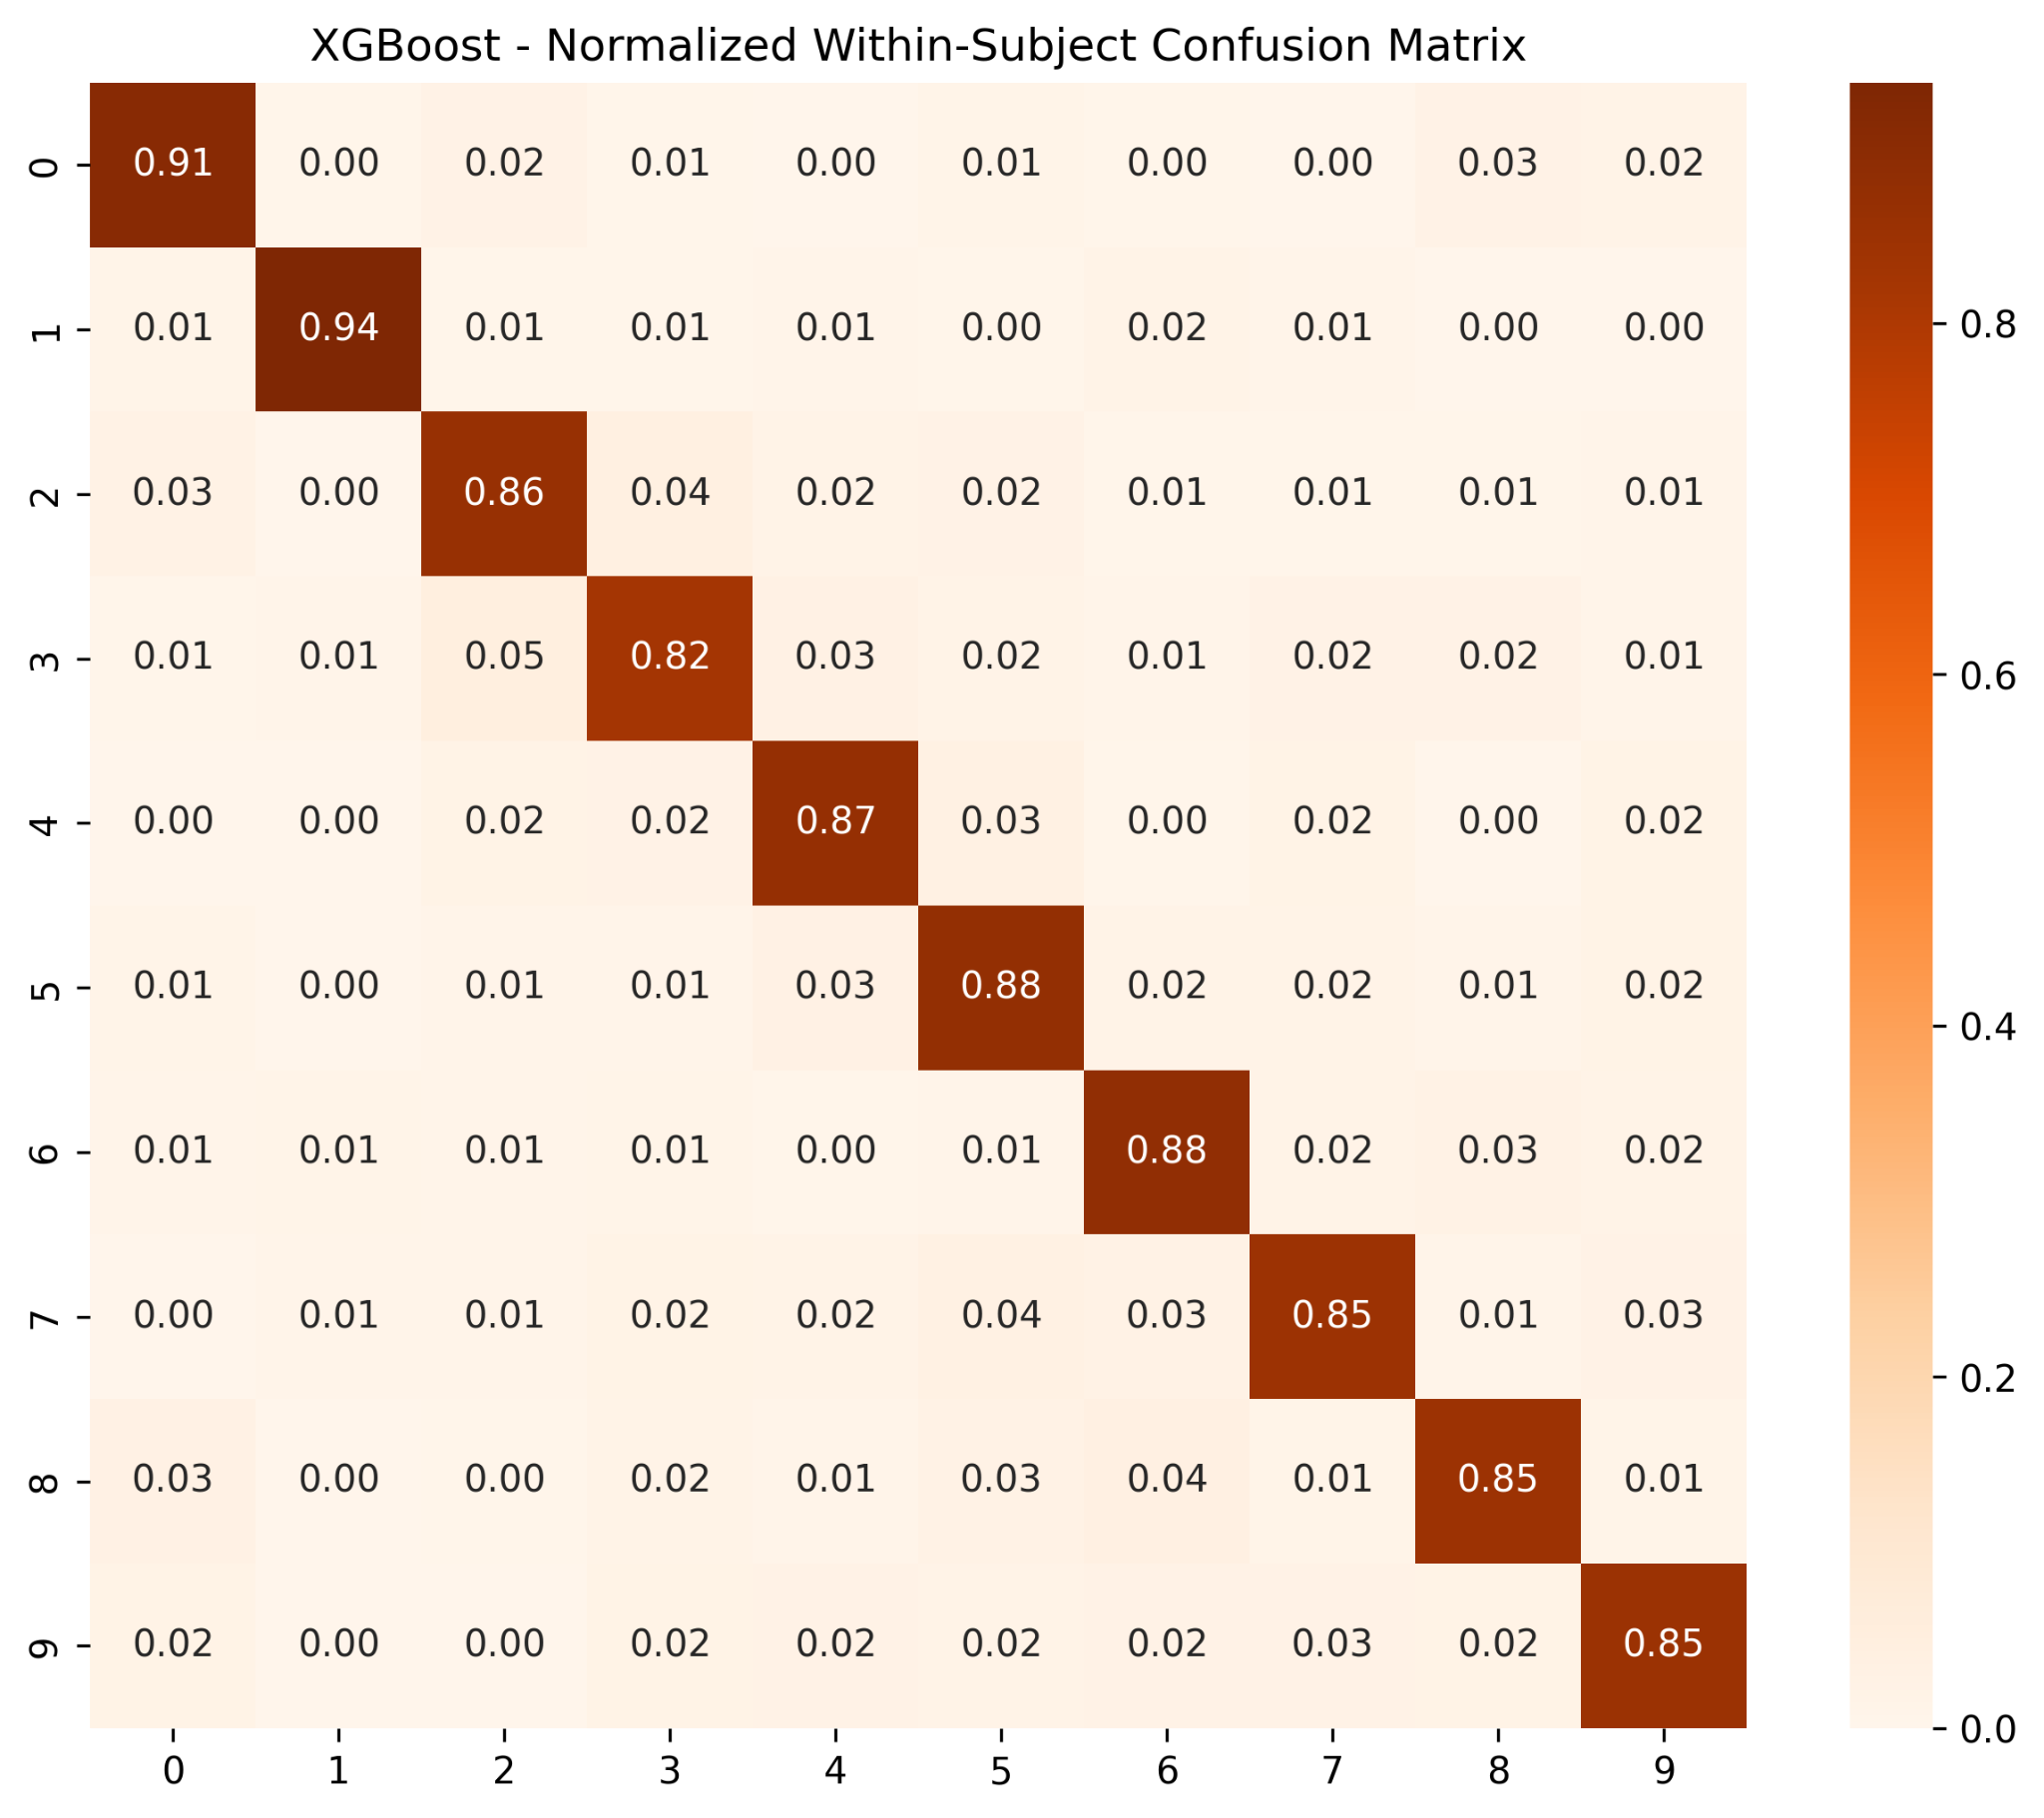 XGBoost - Normalized Within-Subject Confusion Matrix
0 0.91 0.00 0.02 0.01 0.00 0.01 0.00 0.00 0.03 0.02
1 0.01 0.94 0.01 0.01 0.01 0.00 0.02 0.01 0.00 0.00
2 0.03 0.00 0.86 0.04 0.02 0.02 0.01 0.01 0.01 0.01
3 0.01 0.01 0.05 0.82 0.03 0.02 0.01 0.02 0.02 0.01
4 0.00 0.00 0.02 0.02 0.87 0.03 0.00 0.02 0.00 0.02
5 0.01 0.00 0.01 0.01 0.03 0.88 0.02 0.02 0.01 0.02
6 0.01 0.01 0.01 0.01 0.00 0.01 0.88 0.02 0.03 0.02
7 0.00 0.01 0.01 0.02 0.02 0.04 0.03 0.85 0.01 0.03
8 0.03 0.00 0.00 0.02 0.01 0.03 0.04 0.01 0.85 0.01
9 0.02 0.00 0.00 0.02 0.02 0.02 0.02 0.03 0.02 0.85
0 1 2 3 4 5 6 7 8 9
0.8
0.6
0.4
0.2
0.0